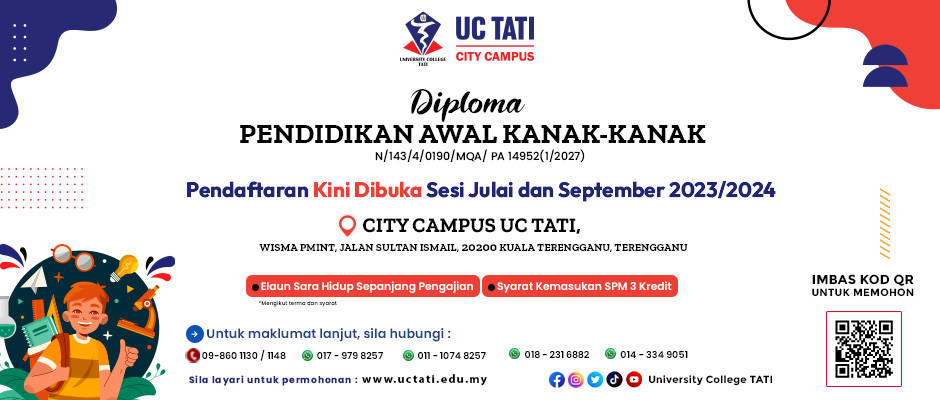 UC TATI
UNIVERSITY COLLEGE
TATI
CITY CAMPUS
Diploma
PENDIDIKAN AWAL KANAK-KANAK
N/143/4/0190/MQA/ PA 14952(1/2027)
Pendaftaran Kini Dibuka Sesi Julai dan September 2023/2024
CITY CAMPUS UC TATI,
WISMA PMINT, JALAN SULTAN ISMAIL, 20200 KUALA TERENGGANU, TERENGGANU
Elaun Sara Hidup Sepanjang Pengajian
Syarat Kemasukan SPM 3 Kredit
*Mengikut terma dan syarat
IMBAS KOD QR
UNTUK MEMOHON
Untuk maklumat lanjut, sila hubungi :
09-860 1130 / 1148
017 - 979 8257
011 - 1074 8257
018 - 231 6882
014 - 334 9051
Sila layari untuk permohonan : www.uctati.edu.my
University College TATI